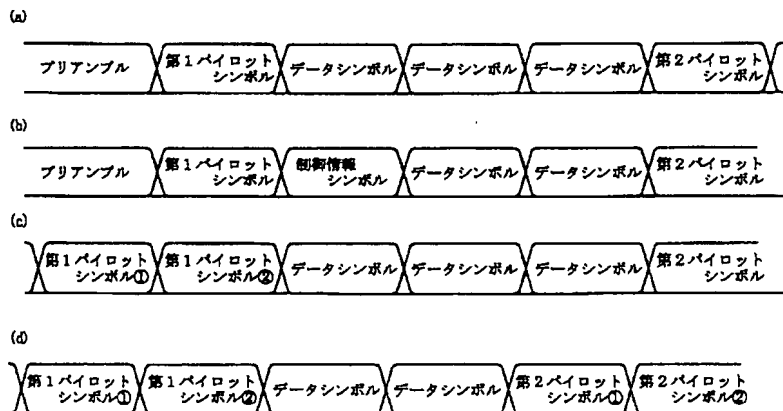 (a)
プリアンブル 第1パイロット シンボル データシンボル データシンボル データシンボル 第2パイロット シンボル
(b)
プリアンブル 第1パイロット シンボル 制御情報 シンボル データシンボル データシンボル 第2パイロット シンボル
(c)
第1パイロット シンボル① 第1パイロット シンボル② データシンボル データシンボル データシンボル 第2パイロット シンボル
(d)
第1パイロット シンボル① 第1パイロット シンボル② データシンボル データシンボル 第2パイロット シンボル① 第2パイロット シンボル②